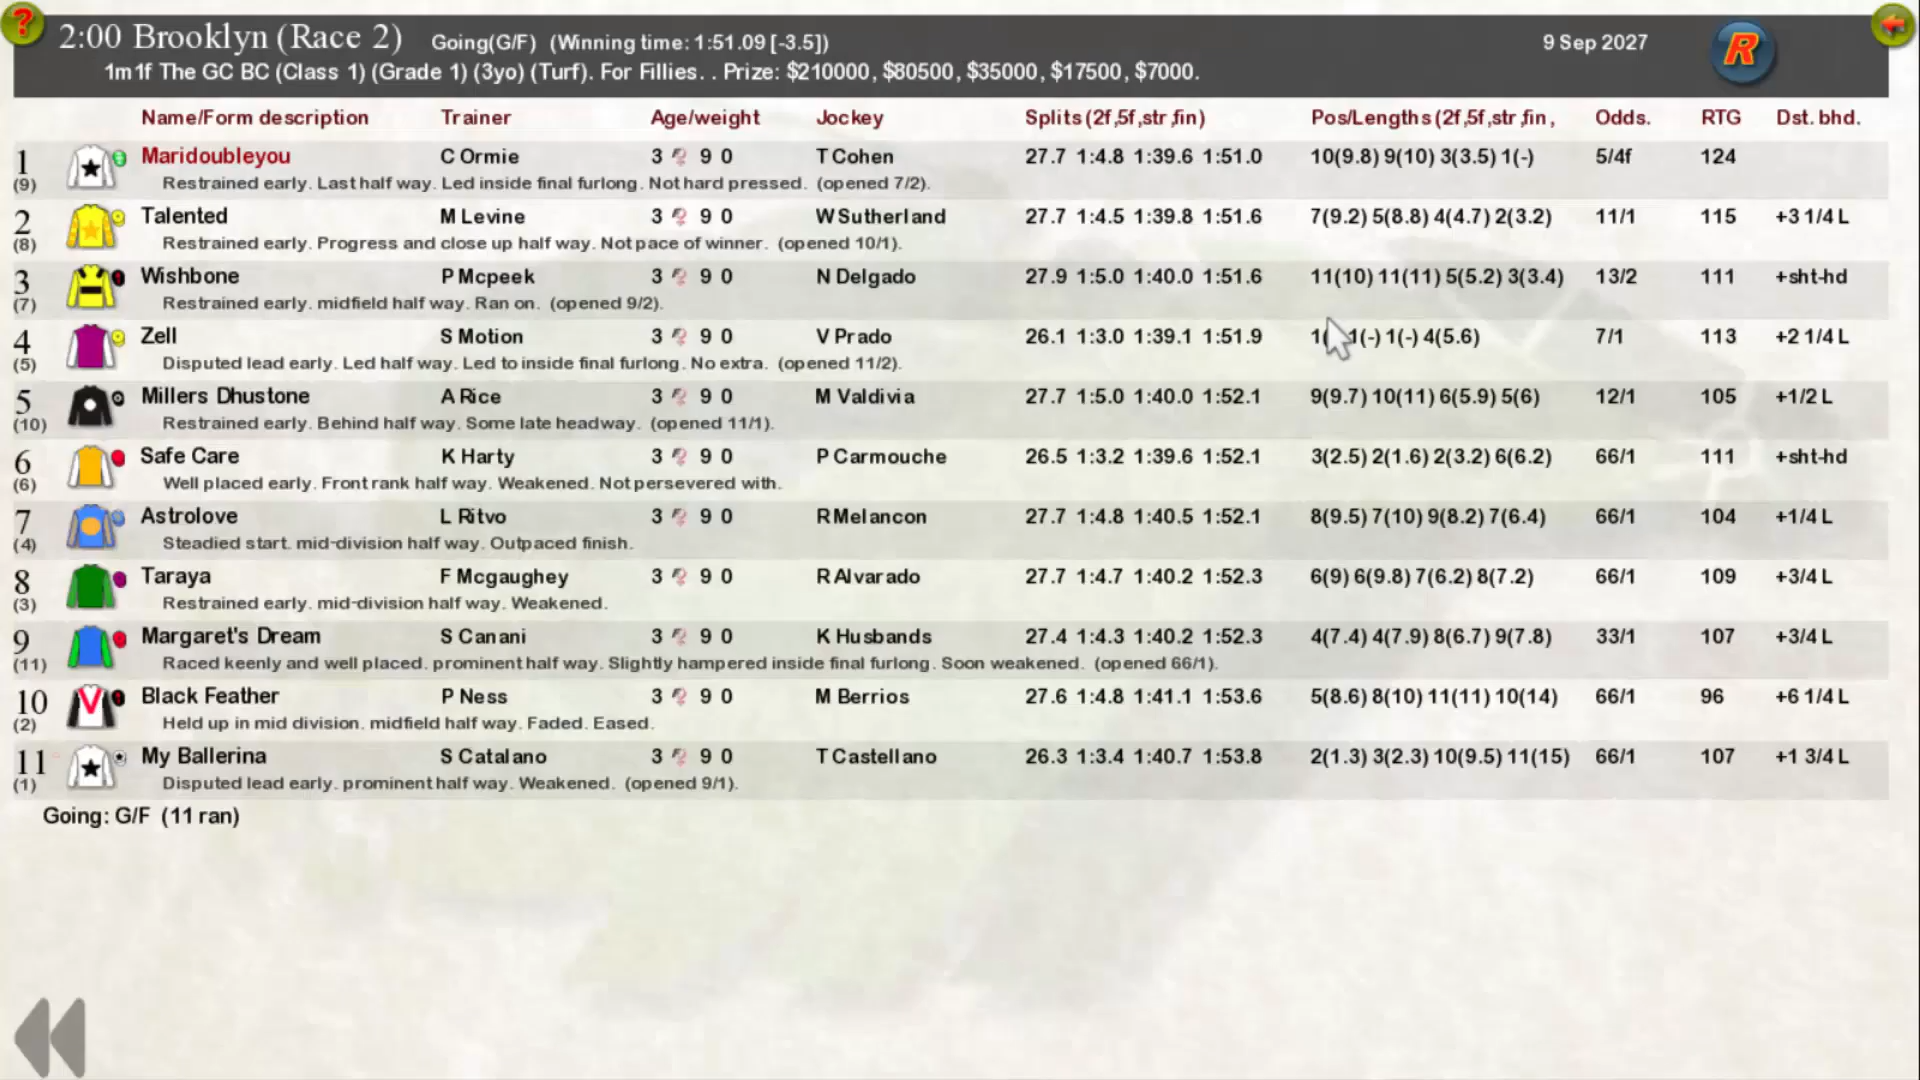 ?
2:00 Brooklyn (Race 2) Going(G/F) (Winning time: 1:51.09 [-3.5]) 9 Sep 2027 R
1m1f The GC BC (Class 1) (Grade 1) (3yo) (Turf). For Fillies. . Prize: $210000, $80500, $35000, $17500, $7000.
Name/Form description Trainer Age/weight Jockey Splits (2f,5f,str,fin) Pos/Lengths (2f,5f,str,fin, Odds. RTG Dst. bhd.
1 Maridoubleyou C Ormie 3 9 0 T Cohen 27.7 1:4.8 1:39.6 1:51.0 10(9.8) 9(10) 3(3.5) 1(-) 5/4f 124
(9) Restrained early. Last half way. Led inside final furlong. Not hard pressed. (opened 7/2).
2 Talented M Levine 3 9 0 W Sutherland 27.7 1:4.5 1:39.8 1:51.6 7(9.2) 5(8.8) 4(4.7) 2(3.2) 11/1 115 +3 1/4 L
(8) Restrained early. Progress and close up half way. Not pace of winner. (opened 10/1).
3 Wishbone P Mcpeek 3 9 0 N Delgado 27.9 1:5.0 1:40.0 1:51.6 11(10) 11(11) 5(5.2) 3(3.4) 13/2 111 +sht-hd
(7) Restrained early. midfield half way. Ran on. (opened 9/2).
4 Zell S Motion 3 9 0 V Prado 26.1 1:3.0 1:39.1 1:51.9 1( 1(-) 1(-) 4(5.6) 7/1 113 +2 1/4 L
(5) Disputed lead early. Led half way. Led to inside final furlong. No extra. (opened 11/2).
5 Millers Dhustone A Rice 3 9 0 M Valdivia 27.7 1:5.0 1:40.0 1:52.1 9(9.7) 10(11) 6(5.9) 5(6) 12/1 105 +1/2 L
(10) Restrained early. Behind half way. Some late headway. (opened 11/1).
6 Safe Care K Harty 3 9 0 P Carmouche 26.5 1:3.2 1:39.6 1:52.1 3(2.5) 2(1.6) 2(3.2) 6(6.2) 66/1 111 +sht-hd
(6) Well placed early. Front rank half way. Weakened. Not persevered with.
7 Astrolove L Ritvo 3 9 0 R Melancon 27.7 1:4.8 1:40.5 1:52.1 8(9.5) 7(10) 9(8.2) 7(6.4) 66/1 104 +1/4 L
(4) Steadied start. mid-division half way. Outpaced finish.
8 Taraya F Mcgaughey 3 9 0 R Alvarado 27.7 1:4.7 1:40.2 1:52.3 6(9) 6(9.8) 7(6.2) 8(7.2) 66/1 109 +3/4 L
(3) Restrained early. mid-division half way. Weakened.
9 Margaret's Dream S Canani 3 9 0 K Husbands 27.4 1:4.3 1:40.2 1:52.3 4(7.4) 4(7.9) 8(6.7) 9(7.8) 33/1 107 +3/4 L
(11) Raced keenly and well placed. prominent half way. Slightly hampered inside final furlong. Soon weakened. (opened 66/1).
10 Black Feather P Ness 3 9 0 M Berrios 27.6 1:4.8 1:41.1 1:53.6 5(8.6) 8(10) 11(11) 10(14) 66/1 96 +6 1/4 L
(2) Held up in mid division. midfield half way. Faded. Eased.
11 My Ballerina S Catalano 3 9 0 T Castellano 26.3 1:3.4 1:40.7 1:53.8 2(1.3) 3(2.3) 10(9.5) 11(15) 66/1 107 +1 3/4 L
(1) Disputed lead early. prominent half way. Weakened. (opened 9/1).
Going: G/F (11 ran)